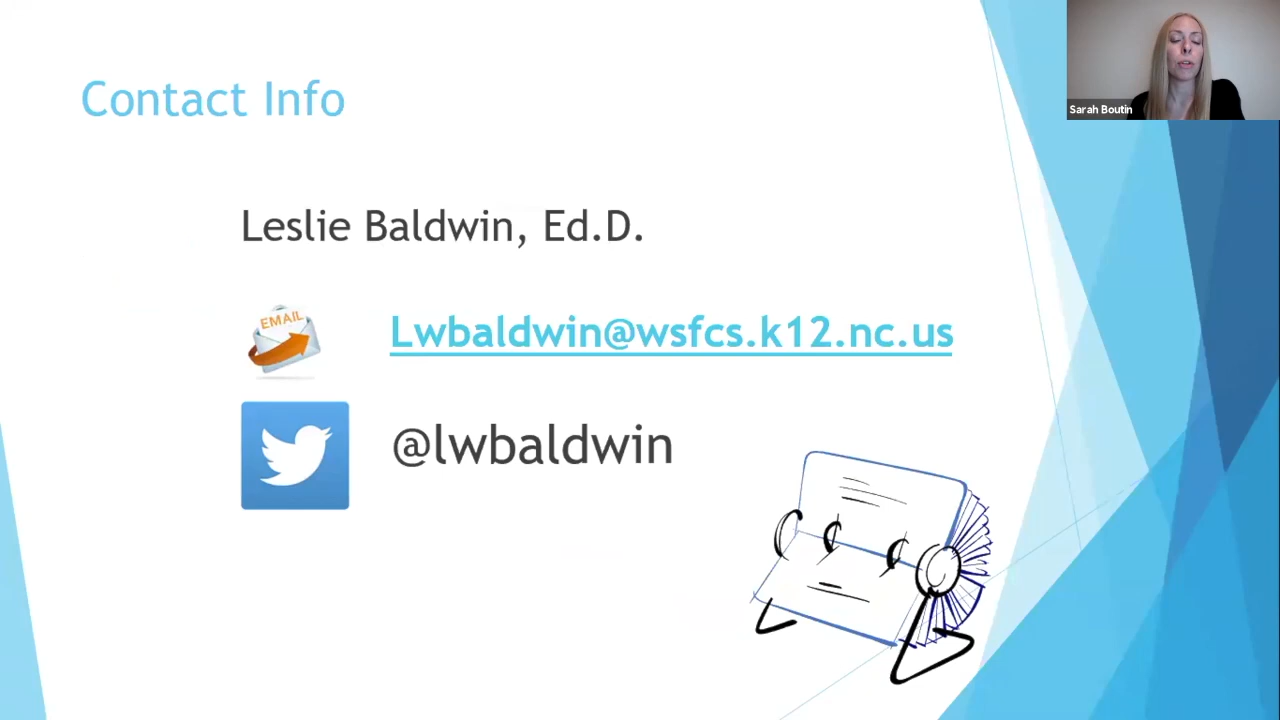 Contact Info
Sarah Boutin
Leslie Baldwin, Ed.D.
EMAIL
Lwbaldwin@wsfcs.k12.nc.us
@lwbaldwin